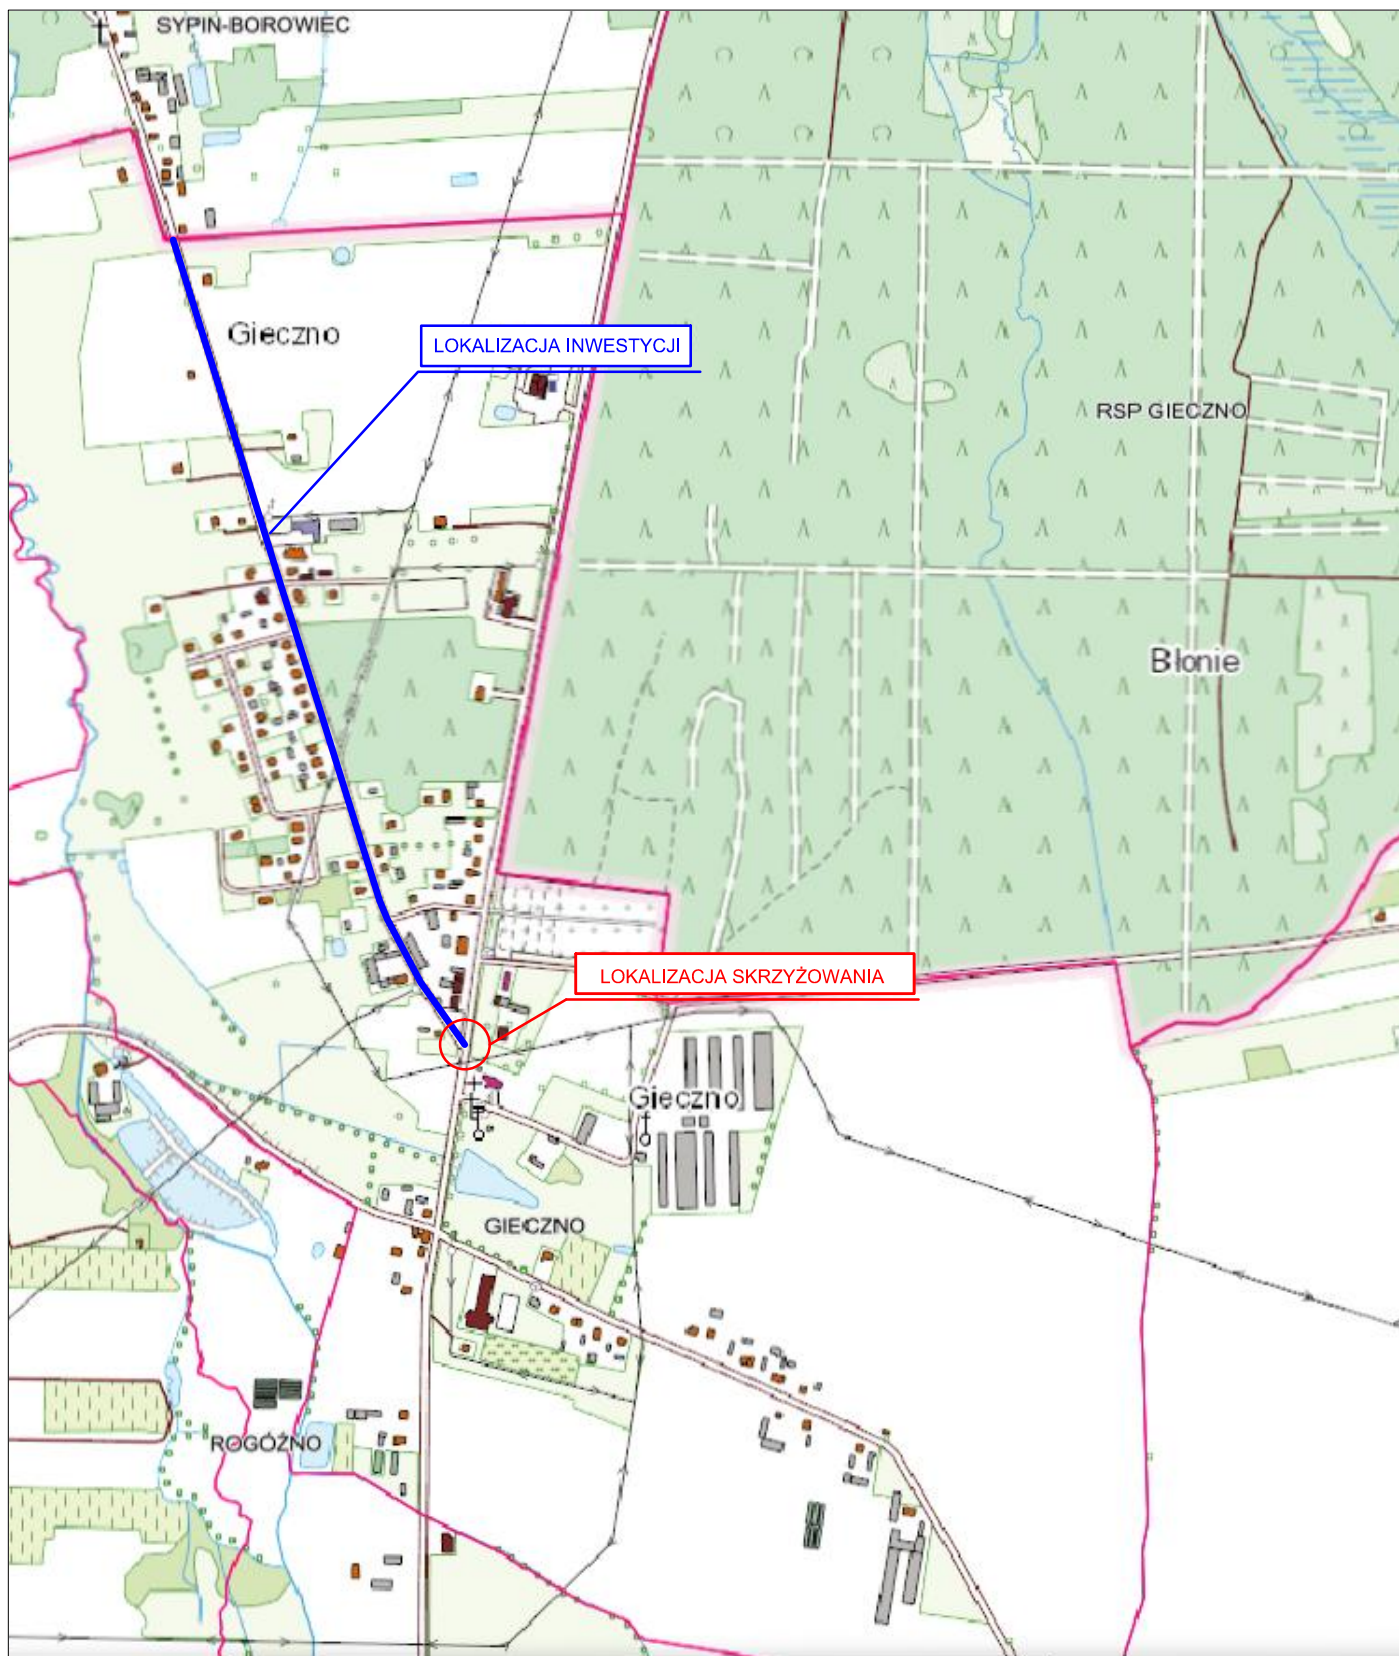 SYPIN-BOROWIEC
Gieczno
LOKALIZACJA INWESTYCJI
RSP GIECZNO
Błonie
LOKALIZACJA SKRZYŻOWANIA
Gieczno
GIECZNO
ROGÓŹNO